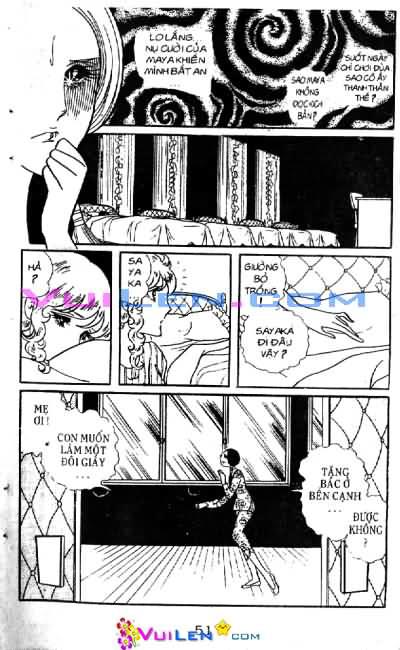 LO LẮNG,
NỤ CƯỜI CỦA
MAYA KHIẾN
MÌNH BẤT AN
SAO MAYA
KHÔNG
ĐỌC KỊCH
BẢN?
SUỐT NGÀY
CHỈ CHƠI ĐÙA
SAO CÔ ẤY
THANH THẢN
THẾ?
HẢ?
SA
YA
KA...
GIƯỜNG
BỎ
TRỐNG!
SAYAKA
ĐI ĐÂU
VẬY?
MẸ
ƠI!
CON MUỐN
LÀM MỘT
ĐÔI GIÀY
...
TẶNG
BÁC Ở
BÊN CẠNH
...
ĐƯỢC
KHÔNG
?
VUILEN.COM
51
VUILEN.COM